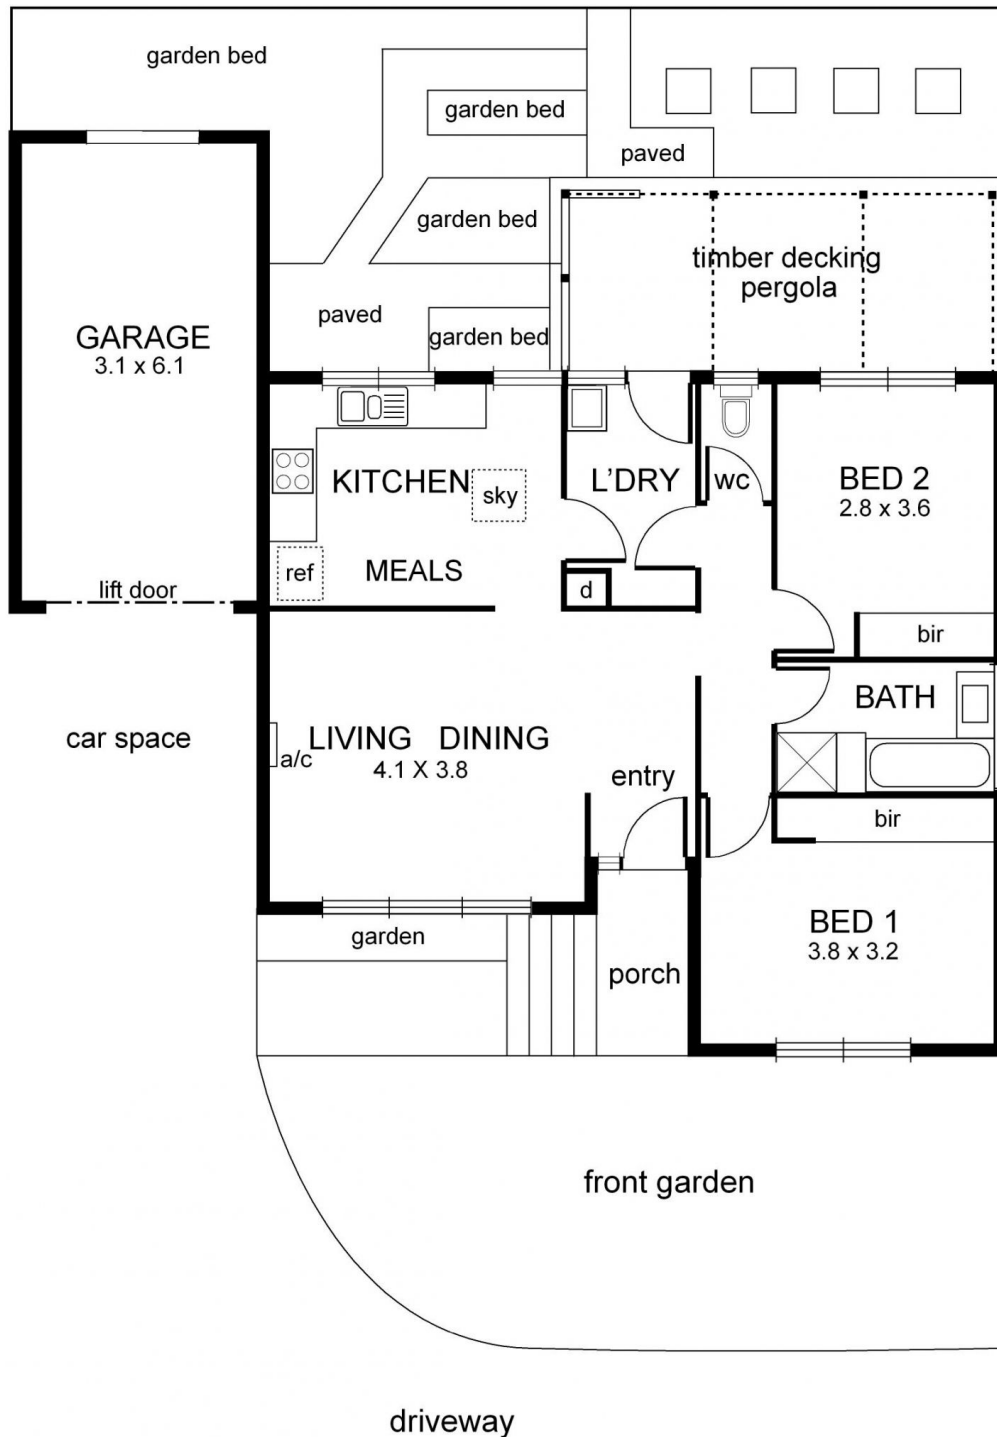 garden bed
garden bed
paved
garden bed
timber decking
pergola
paved
garden bed
GARAGE
3.1 x 6.1
KITCHEN
sky
L'DRY
wc
BED 2
2.8 x 3.6
ref
MEALS
lift door
d
bir
BATH
car space
LIVING DINING
a/c
4.1 X 3.8
entry
bir
BED 1
3.8 x 3.2
garden
porch
front garden
driveway